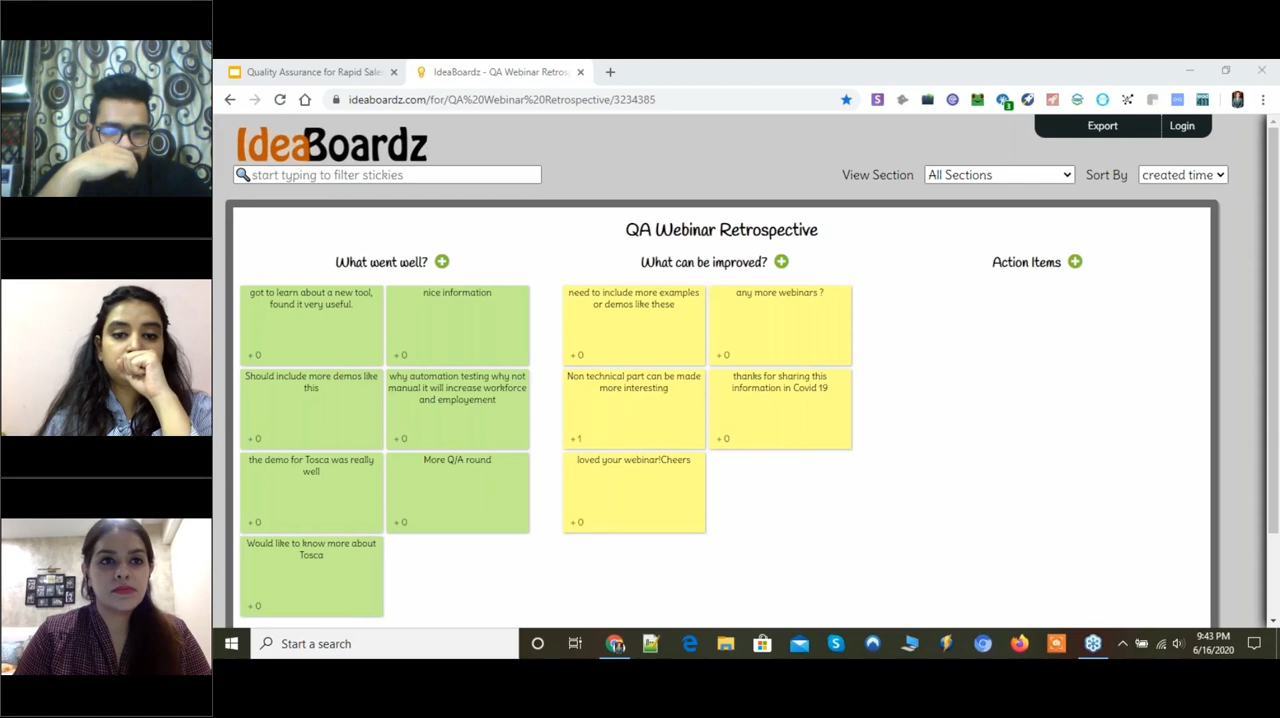 Quality Assurance for Rapid Sale
IdeaBoardz - QA Webinar Retros
ideaboardz.com/for/QA%20Webinar%20Retrospective/3234385
3
Export
Login
IdeaBoardz
start typing to filter stickies
View Section
All Sections
Sort By
created time
QA Webinar Retrospective
What went well?
What can be improved?
Action Items
got to learn about a new tool,
found it very useful.
+ 0
nice information
+ 0
need to include more examples
or demos like these
+ 0
any more webinars ?
+ 0
Should include more demos like
this
+ 0
why automation testing why not
manual it will increase workforce
and employement
+ 0
Non technical part can be made
more interesting
+ 1
thanks for sharing this
information in Covid 19
+ 0
the demo for Tosca was really
well
+ 0
More Q/A round
+ 0
loved your webinar!Cheers
+ 0
Would like to know more about
Tosca
+ 0
Start a search
9:43 PM
6/16/2020